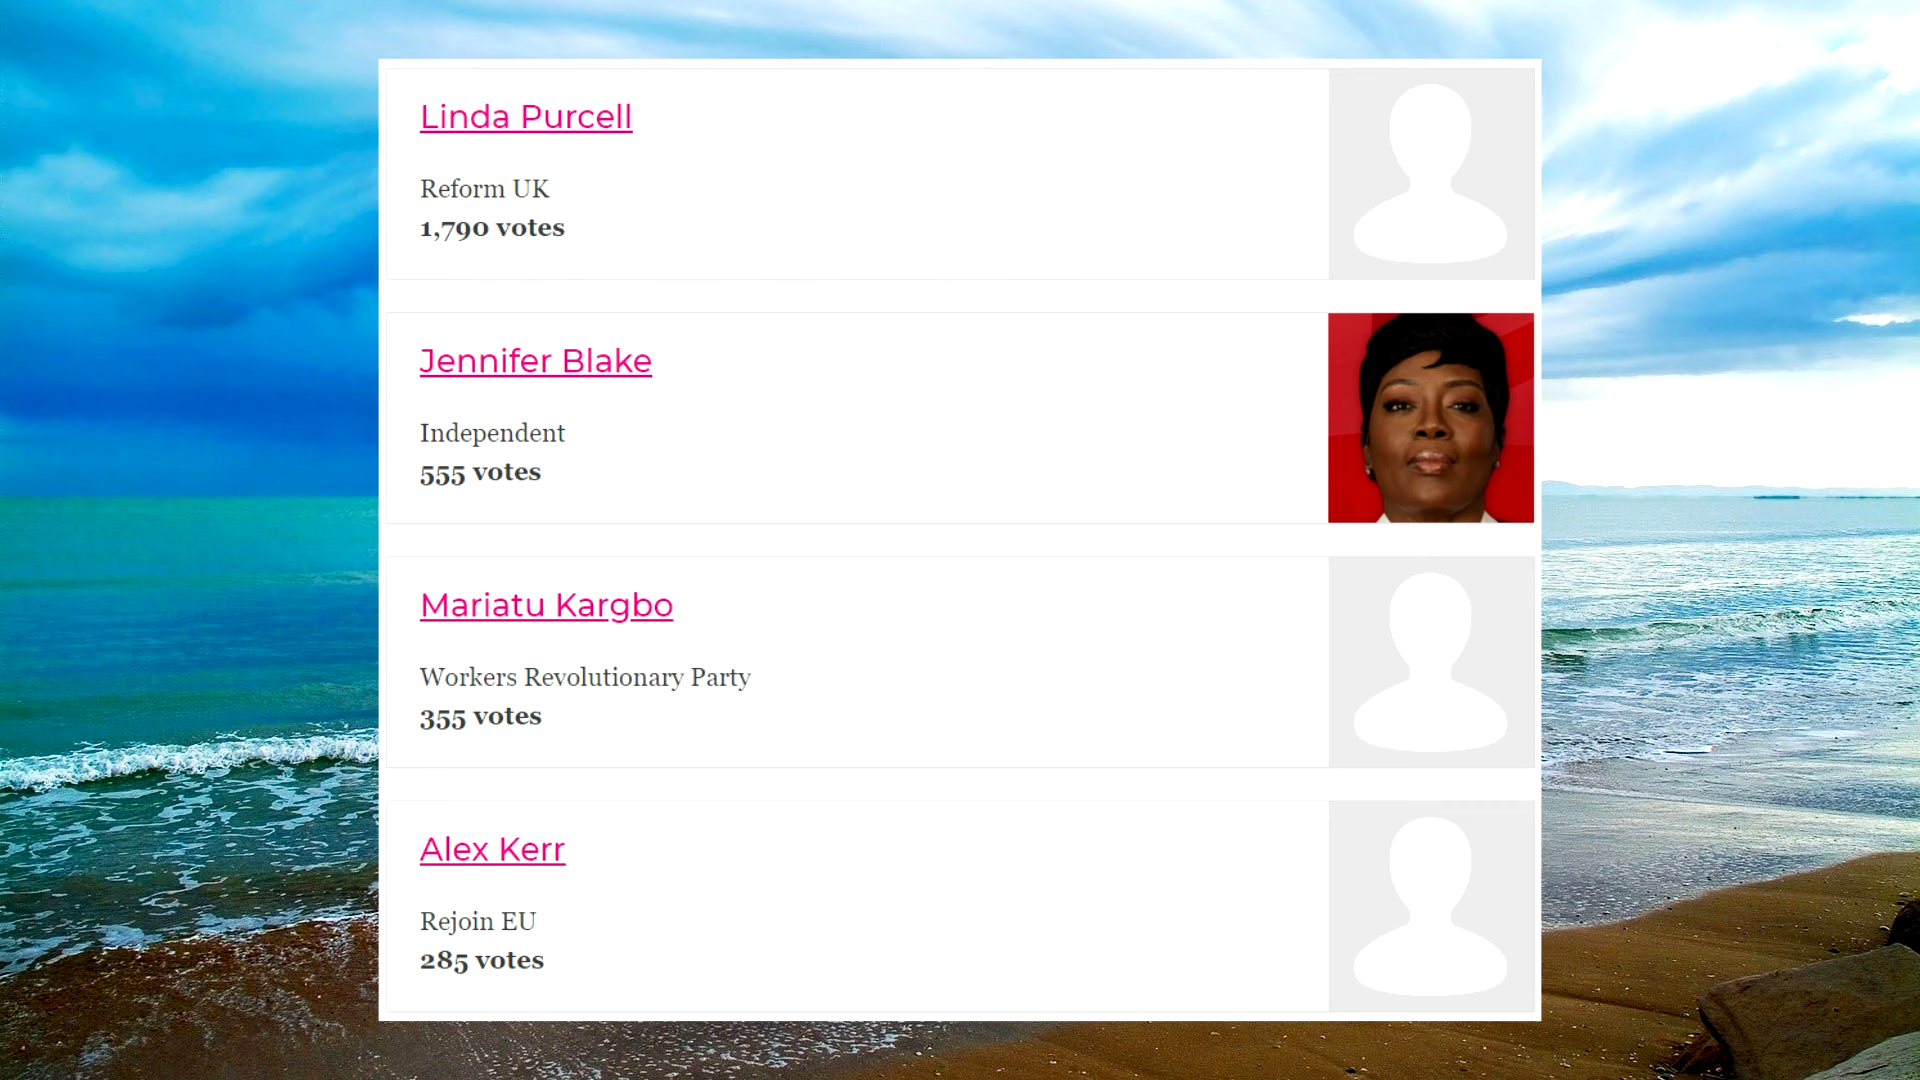 Linda Purcell
Reform UK
1,790 votes
Jennifer Blake
Independent
555 votes
Mariatu Kargbo
Workers Revolutionary Party
355 votes
Alex Kerr
Rejoin EU
285 votes